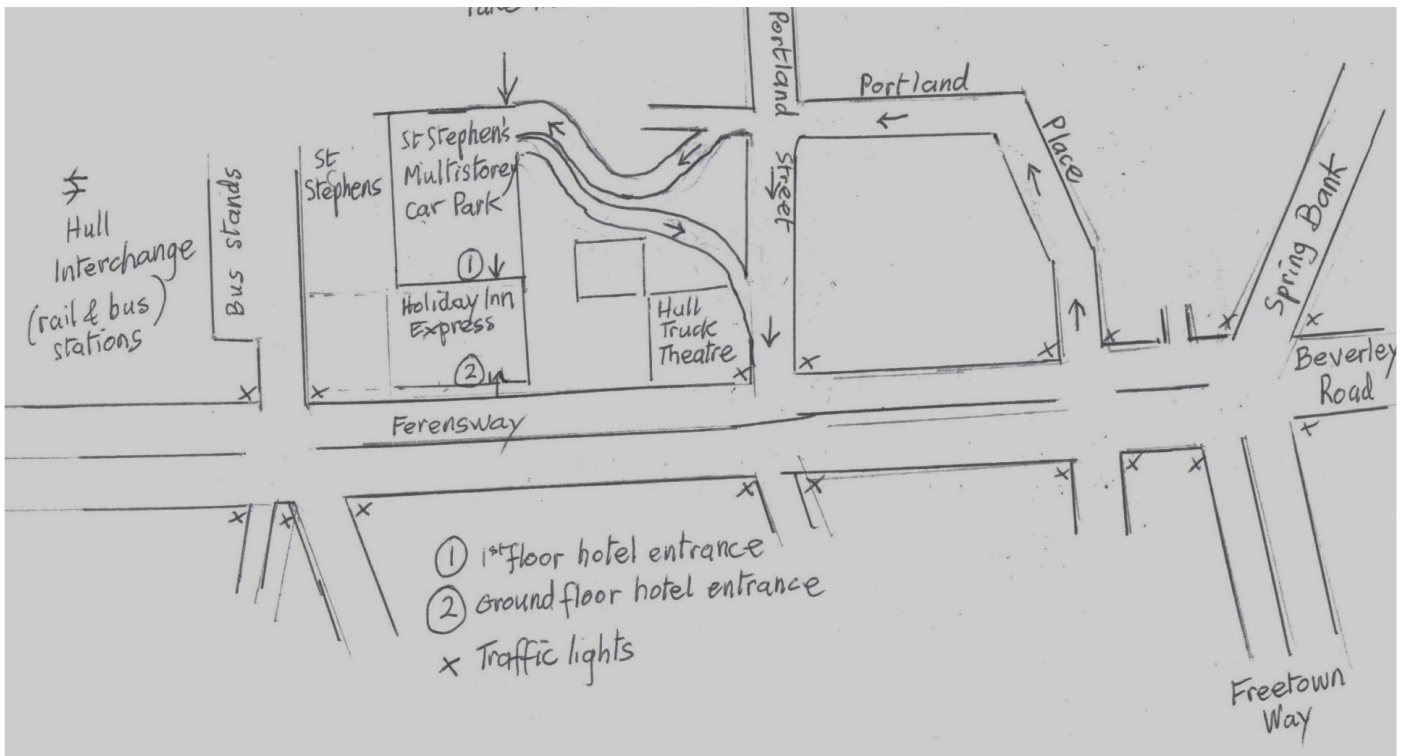 Portland
Street
Portland
Place
St Stephen's
Multistorey
Car Park
St
Stephens
Bus stands
Hull
Interchange
(rail & bus)
stations
①
Holiday Inn
Express
②
Hull
Truck
Theatre
Spring Bank
Beverley
Road
Ferensway
① 1st floor hotel entrance
② Ground floor hotel entrance
x Traffic lights
Freetown
Way